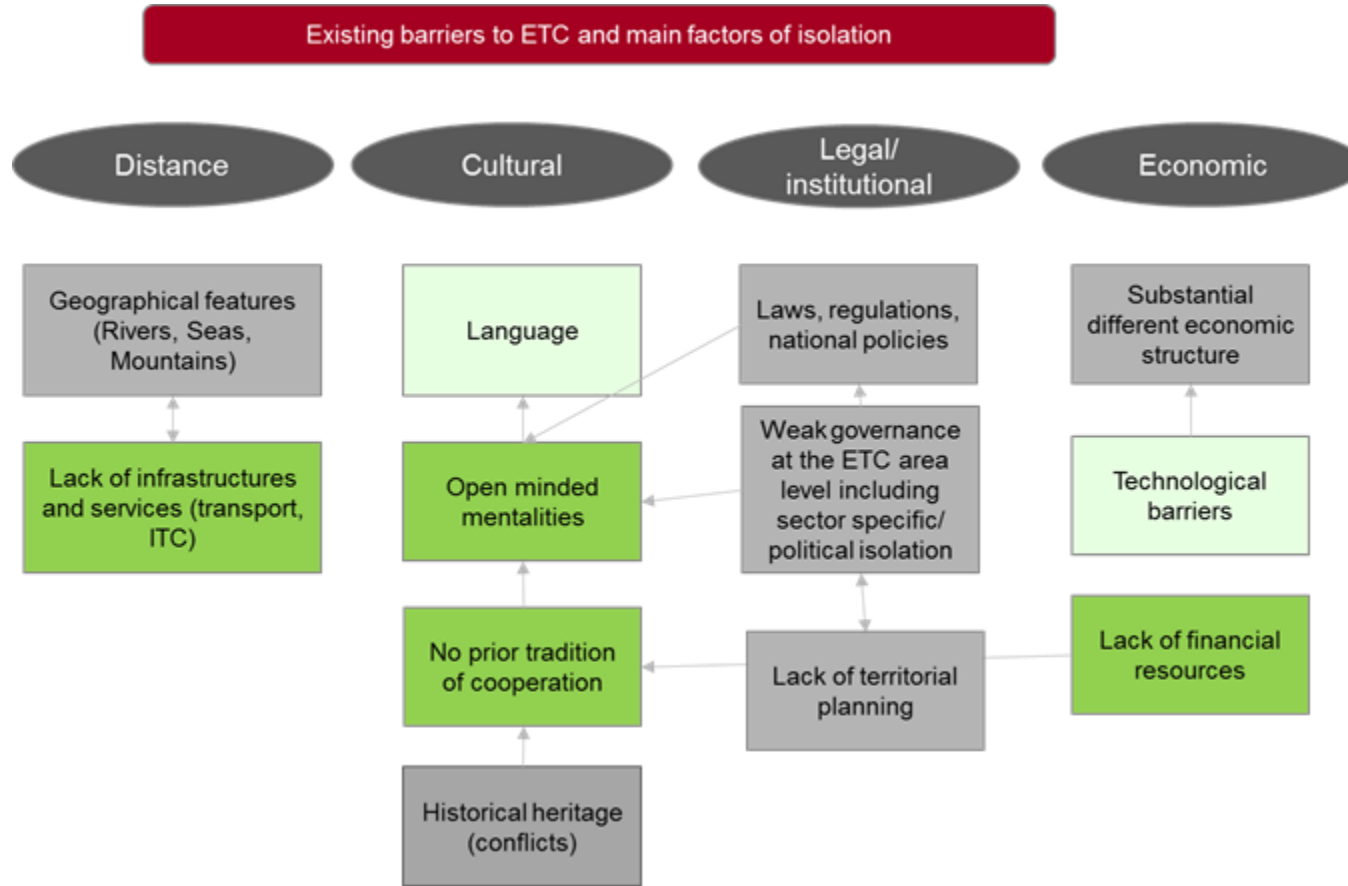 Existing barriers to ETC and main factors of isolation
Distance
Cultural
Legal/
institutional
Economic
Geographical features
(Rivers, Seas,
Mountains)
Lack of infrastructures
and services (transport,
ITC)
Language
Open minded
mentalities
No prior tradition
of cooperation
Historical heritage
(conflicts)
Laws, regulations,
national policies
Weak governance
at the ETC area
level including
sector specific/
political isolation
Lack of territorial
planning
Substantial
different economic
structure
Technological
barriers
Lack of financial
resources